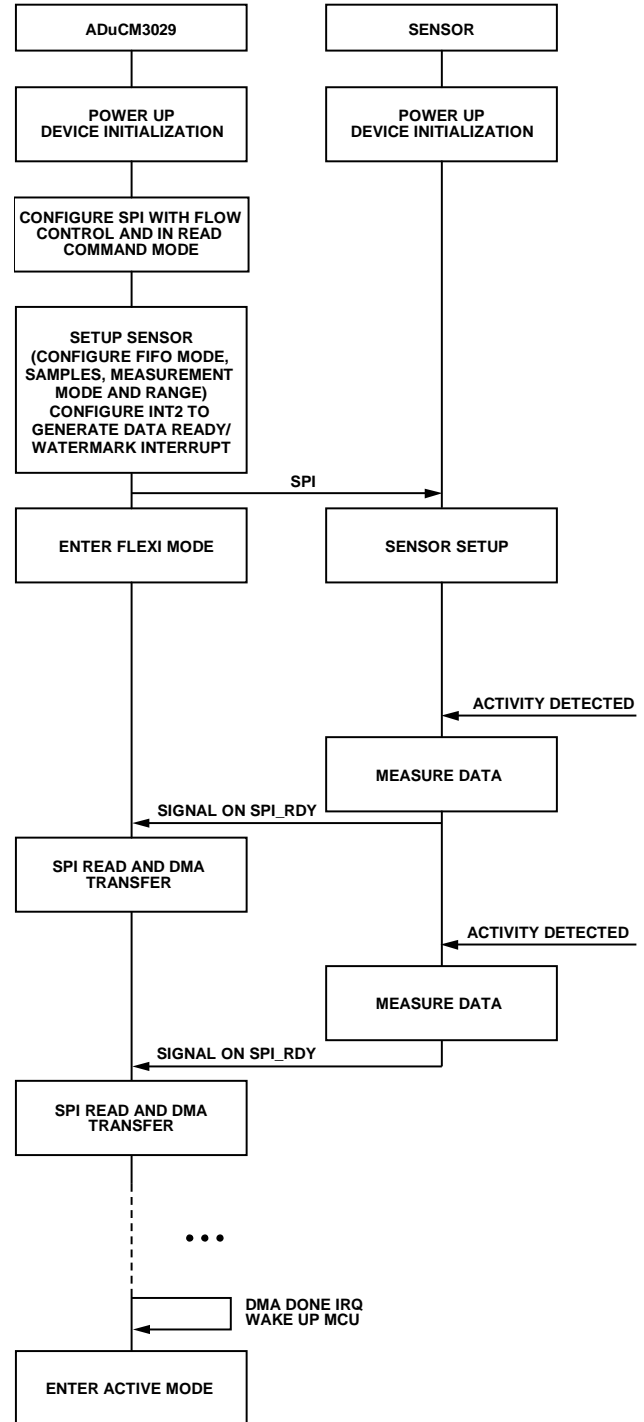 ADuCM3029
SENSOR
POWER UP
DEVICE INITIALIZATION
POWER UP
DEVICE INITIALIZATION
CONFIGURE SPI WITH FLOW
CONTROL AND IN READ
COMMAND MODE
SETUP SENSOR
(CONFIGURE FIFO MODE,
SAMPLES, MEASUREMENT
MODE AND RANGE)
CONFIGURE INT2 TO
GENERATE DATA READY/
WATERMARK INTERRUPT
SPI
ENTER FLEXI MODE
SENSOR SETUP
ACTIVITY DETECTED
MEASURE DATA
SIGNAL ON SPI_RDY
SPI READ AND DMA
TRANSFER
ACTIVITY DETECTED
MEASURE DATA
SIGNAL ON SPI_RDY
SPI READ AND DMA
TRANSFER
•••
DMA DONE IRQ
WAKE UP MCU
ENTER ACTIVE MODE